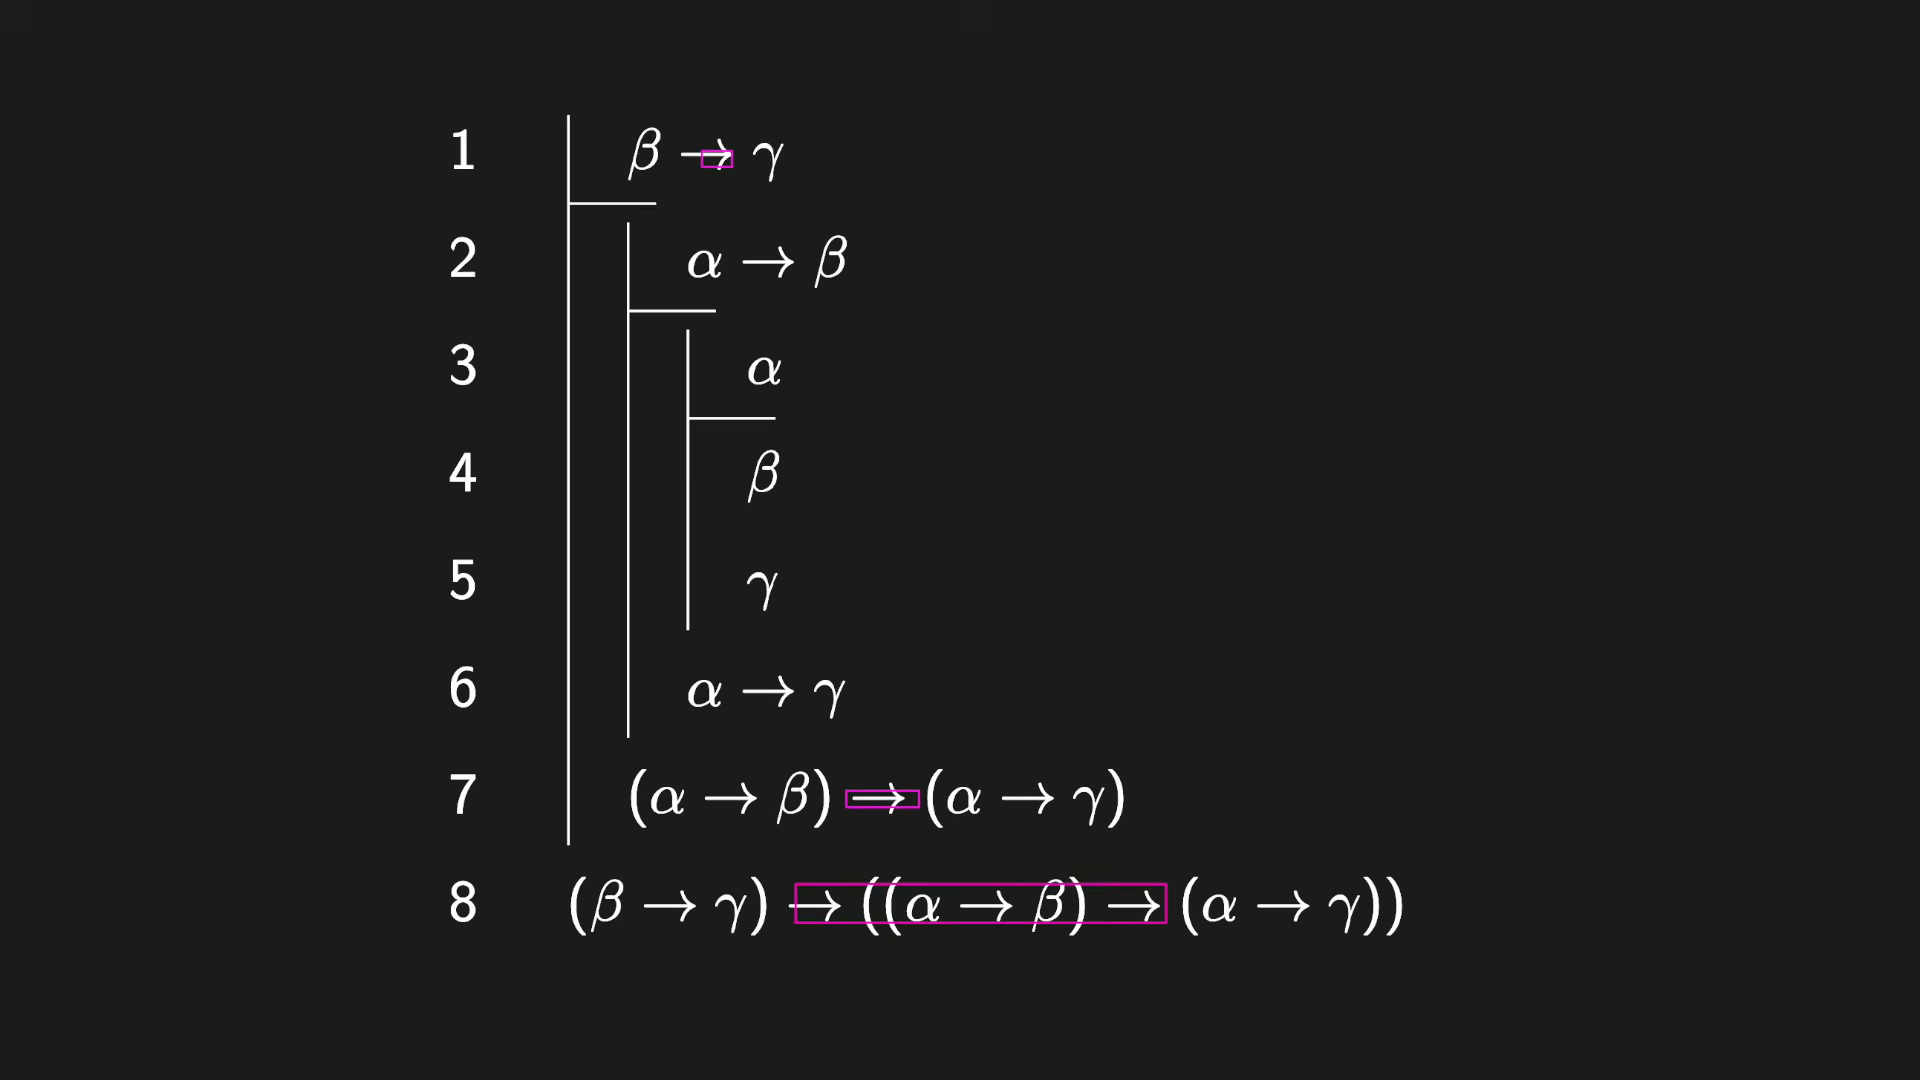 1 β → γ
2 α → β
3 α
4 β
5 γ
6 α → γ
7 (α → β) → (α → γ)
8 (β → γ) → ((α → β) → (α → γ))